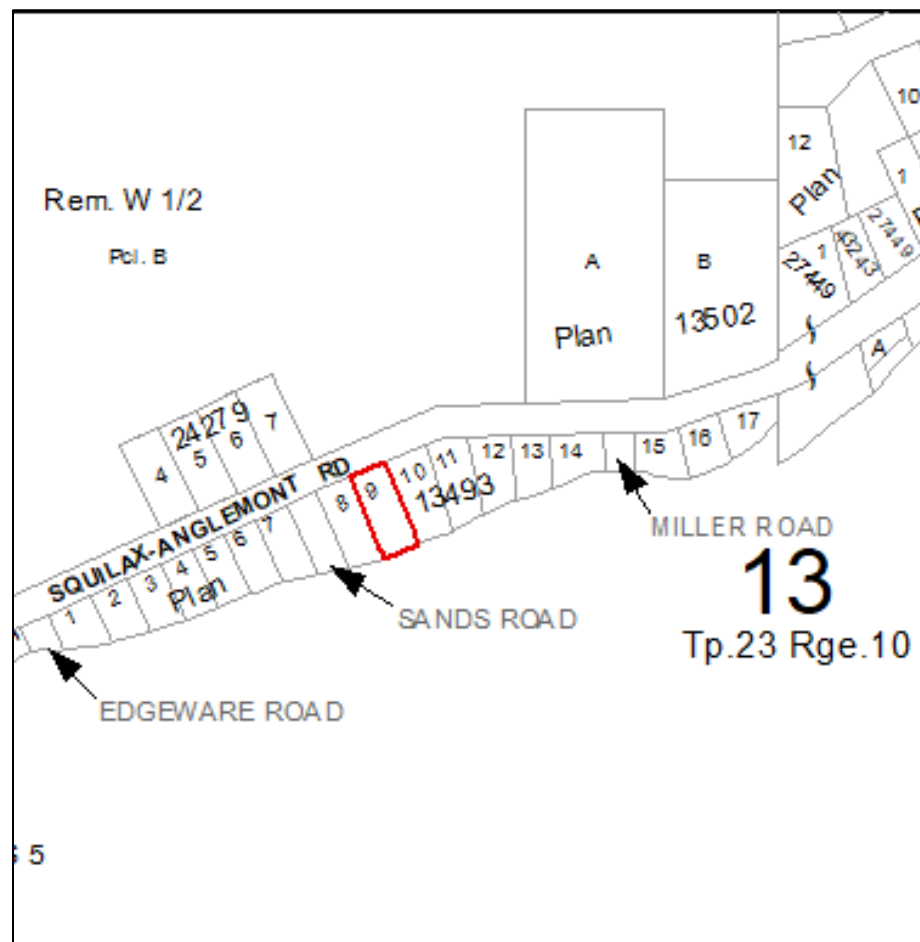 10
12
Plan
1
Rem. W 1/2
Pcl. B
A
B
1
27449
43243
27449
Plan
13502
A
24279
4
5
6
7
SQUILAX-ANGLEMONT RD
1
2
3
4
5
6
7
8
9
10
11
12
13
14
15
16
17
Plan
13493
MILLER ROAD
13
Tp.23 Rge.10
SANDS ROAD
EDGEWARE ROAD
5